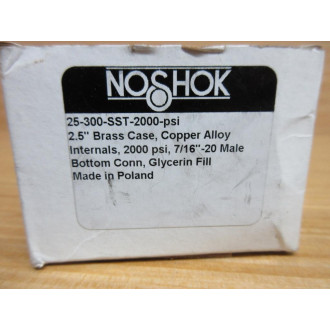 NOSHOK
25-300-SST-2000-psi
2.5" Brass Case, Copper Alloy
Internals, 2000 psi, 7/16"-20 Male
Bottom Conn, Glycerin Fill
Made in Poland